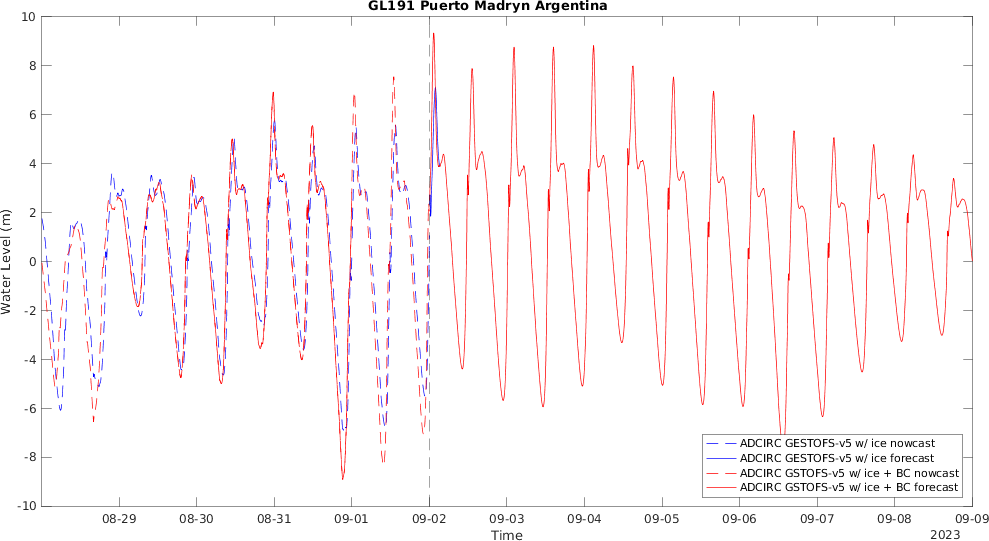 GL191 Puerto Madryn Argentina
10
8
6
4
2
0
-2
-4
-6
-8
-10
Water Level (m)
08-29 08-30 08-31 09-01 09-02 09-03 09-04 09-05 09-06 09-07 09-08 09-09
Time
2023
ADCIRC GESTOFS-v5 w/ ice nowcast
ADCIRC GESTOFS-v5 w/ ice forecast
ADCIRC GSTOFS-v5 w/ ice + BC nowcast
ADCIRC GSTOFS-v5 w/ ice + BC forecast